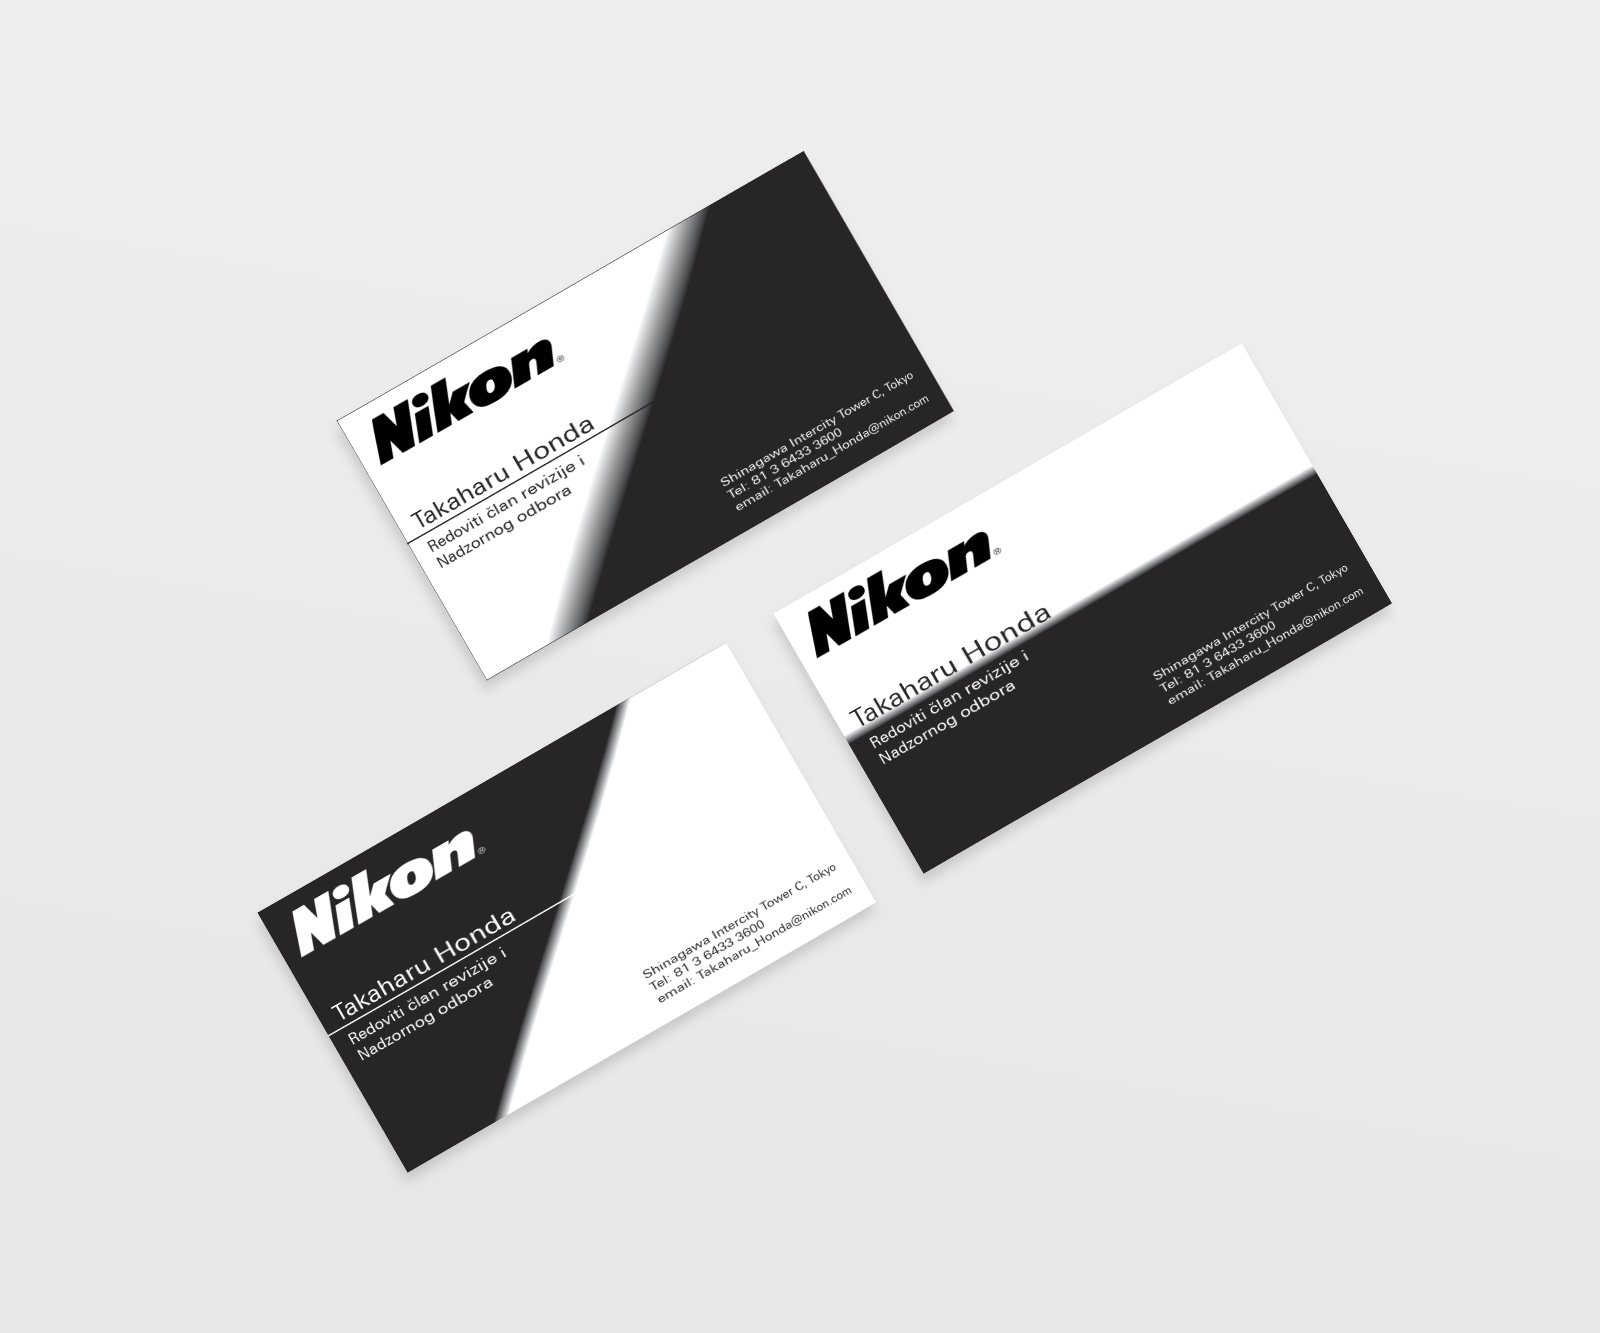 Nikon®
Takaharu Honda
Redoviti član revizije i
Nadzornog odbora
Shinagawa Intercity Tower C, Tokyo
Tel: 81 3 6433 3600
email: Takaharu_Honda@nikon.com
Nikon®
Takaharu Honda
Redoviti član revizije i
Nadzornog odbora
Shinagawa Intercity Tower C, Tokyo
Tel: 81 3 6433 3600
email: Takaharu_Honda@nikon.com
Nikon®
Takaharu Honda
Redoviti član revizije i
Nadzornog odbora
Shinagawa Intercity Tower C, Tokyo
Tel: 81 3 6433 3600
email: Takaharu_Honda@nikon.com